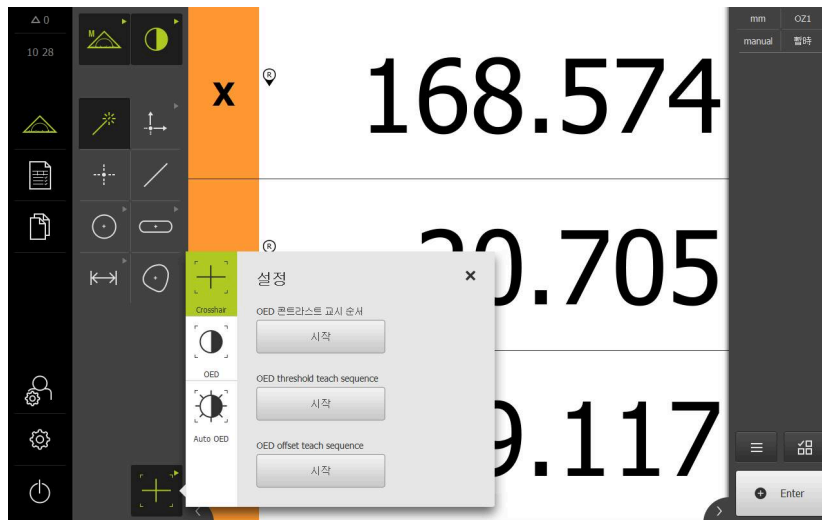 △ 0
10 28
M
X
R
168.574
mm
OZ1
manual
暫時
R
설정
×
Crosshair
OED 콘트라스트 교시 순서
시작
OED
OED threshold teach sequence
시작
Auto OED
OED offset teach sequence
시작
0.705
9.117
Enter